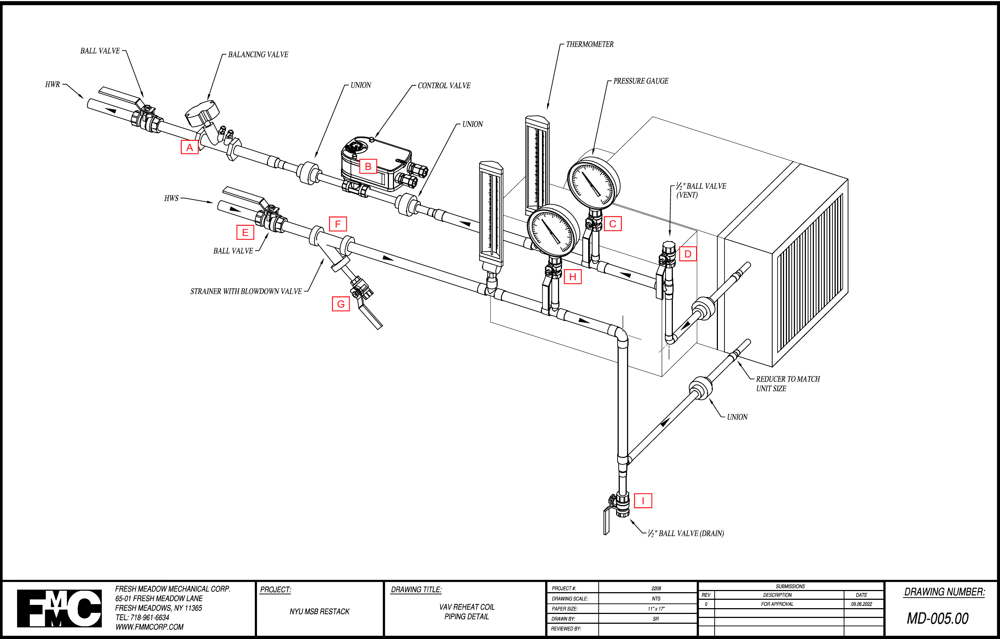 THERMOMETER
BALL VALVE
BALANCING VALVE
HWR
UNION
CONTROL VALVE
PRESSURE GAUGE
UNION
A
B
½" BALL VALVE
(VENT)
HWS
E
F
C
BALL VALVE
D
H
STRAINER WITH BLOWDOWN VALVE
G
REDUCER TO MATCH
UNIT SIZE
UNION
I
½" BALL VALVE (DRAIN)
FMMC
FRESH MEADOW MECHANICAL CORP.
65-01 FRESH MEADOW LANE
FRESH MEADOWS, NY 11365
TEL: 718-961-6634
WWW.FMMCORP.COM
PROJECT:
NYU MSB RESTACK
DRAWING TITLE:
VAV REHEAT COIL
PIPING DETAIL
PROJECT #: 2208
DRAWING SCALE: NTS
PAPER SIZE: 11" x 17"
DRAWN BY: SR
REVIEWED BY:
SUBMISSIONS
REV DESCRIPTION DATE
0 FOR APPROVAL 09.06.2022
DRAWING NUMBER:
MD-005.00